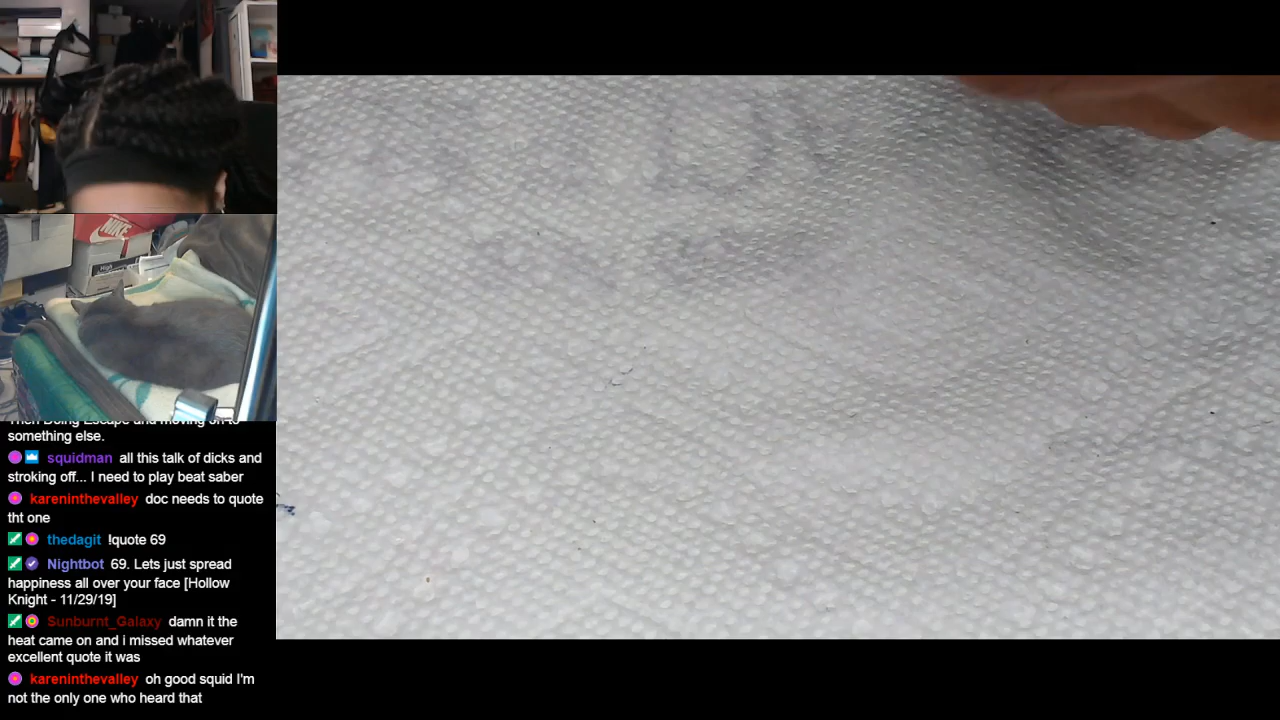 NIKE
Then Doing Escape and moving on to
something else.
squidman all this talk of dicks and
stroking off... I need to play beat saber
kareninthevalley doc needs to quote
tht one
thedagit !quote 69
Nightbot 69. Lets just spread
happiness all over your face [Hollow
Knight - 11/29/19]
Sunburnt_Galaxy damn it the
heat came on and i missed whatever
excellent quote it was
kareninthevalley oh good squid I'm
not the only one who heard that